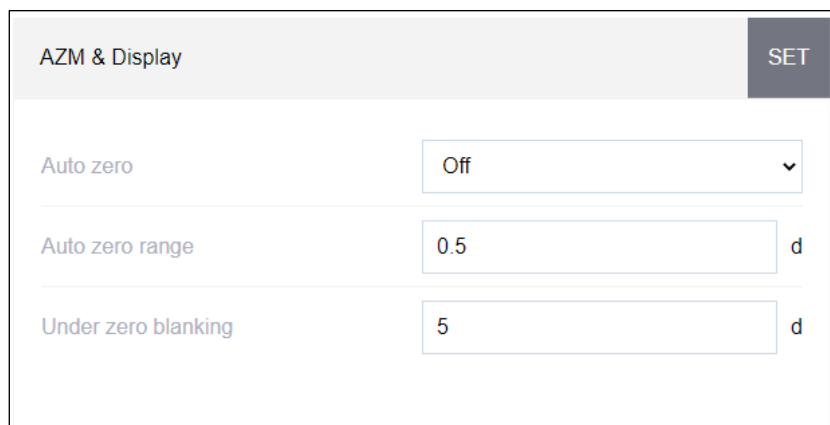 AZM & Display SET
Auto zero Off
Auto zero range 0.5 d
Under zero blanking 5 d